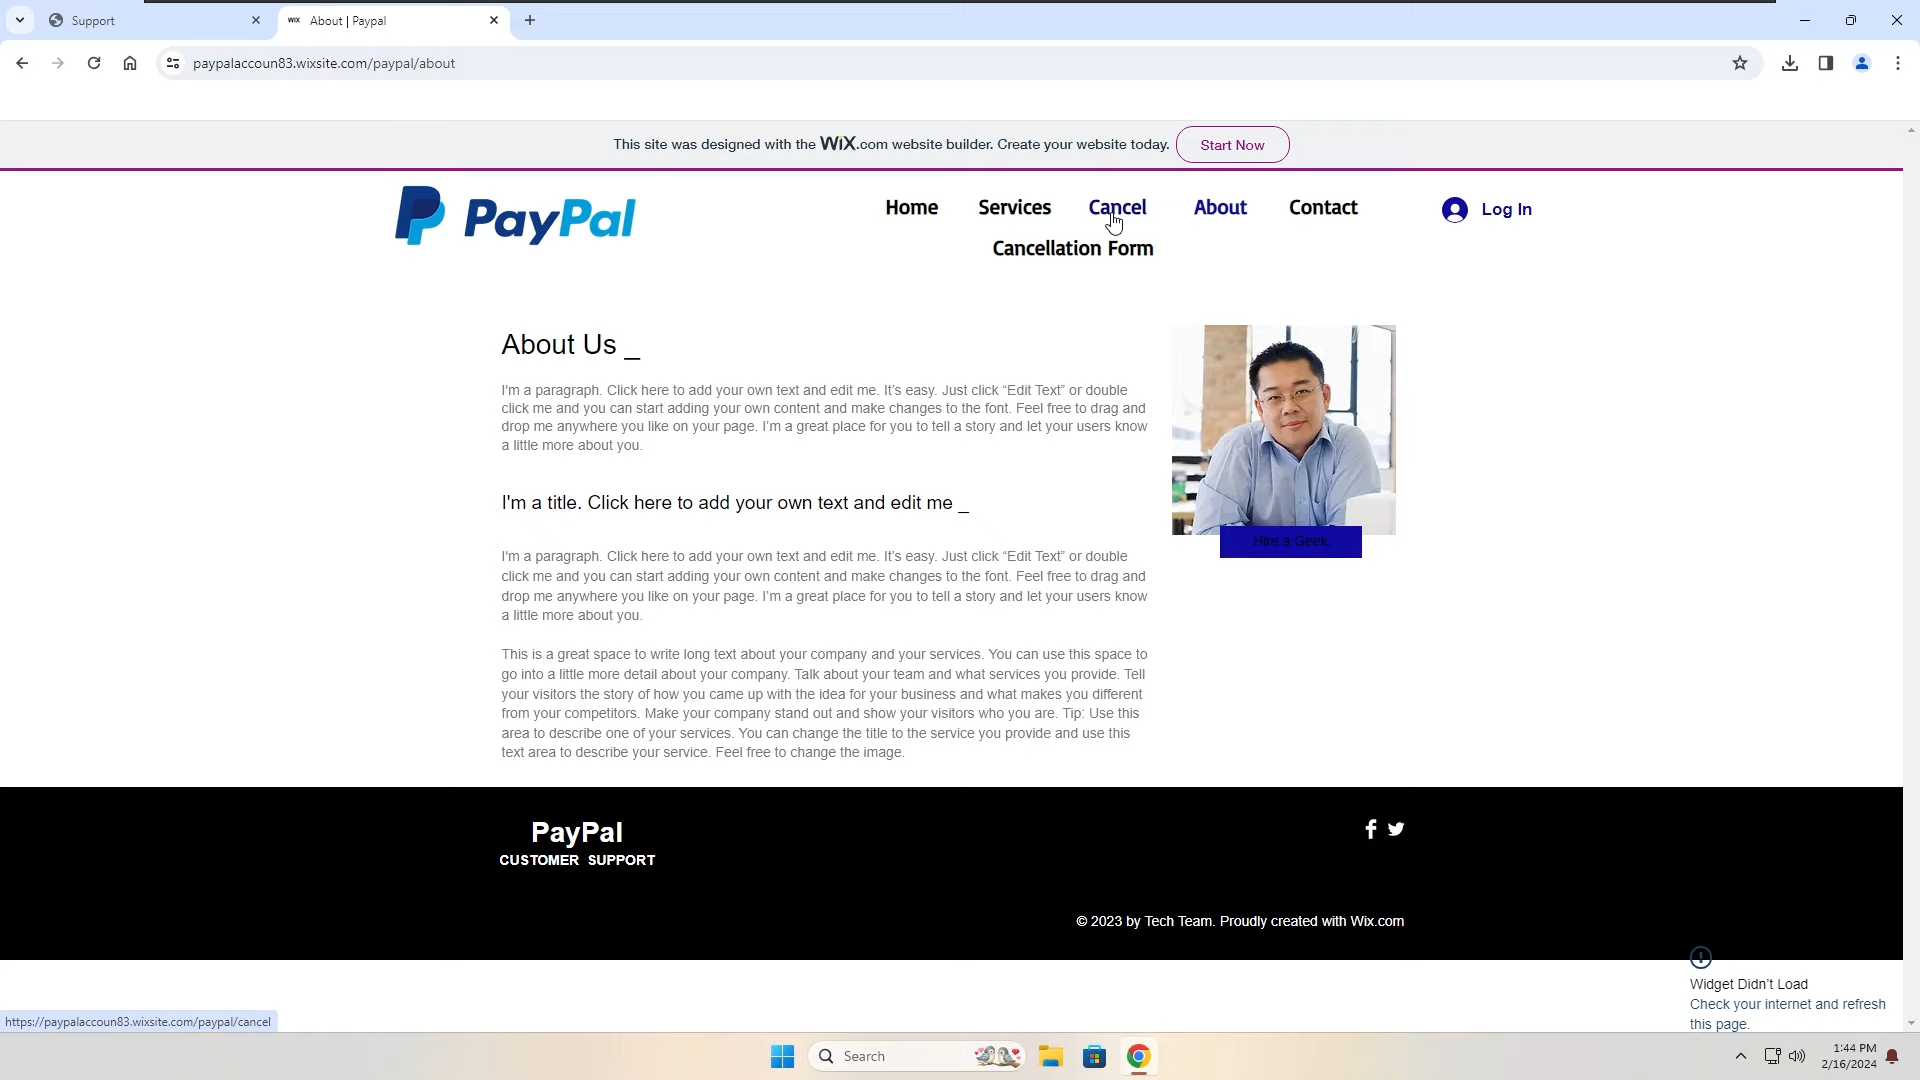 Support
WiX About | Paypal
paypalaccoun83.wixsite.com/paypal/about
This site was designed with the WiX.com website builder. Create your website today. Start Now
PayPal
Home Services Cancel About Contact
Log In
Cancellation Form
About Us _
I'm a paragraph. Click here to add your own text and edit me. It's easy. Just click “Edit Text” or double
click me and you can start adding your own content and make changes to the font. Feel free to drag and
drop me anywhere you like on your page. I'm a great place for you to tell a story and let your users know
a little more about you.
I'm a title. Click here to add your own text and edit me _
Hire a Geek
I'm a paragraph. Click here to add your own text and edit me. It's easy. Just click “Edit Text” or double
click me and you can start adding your own content and make changes to the font. Feel free to drag and
drop me anywhere you like on your page. I'm a great place for you to tell a story and let your users know
a little more about you.
This is a great space to write long text about your company and your services. You can use this space to
go into a little more detail about your company. Talk about your team and what services you provide. Tell
your visitors the story of how you came up with the idea for your business and what makes you different
from your competitors. Make your company stand out and show your visitors who you are. Tip: Use this
area to describe one of your services. You can change the title to the service you provide and use this
text area to describe your service. Feel free to change the image.
PayPal
CUSTOMER SUPPORT
© 2023 by Tech Team. Proudly created with Wix.com
Widget Didn't Load
Check your internet and refresh
this page.
https://paypalaccoun83.wixsite.com/paypal/cancel
Search
1:44 PM
2/16/2024